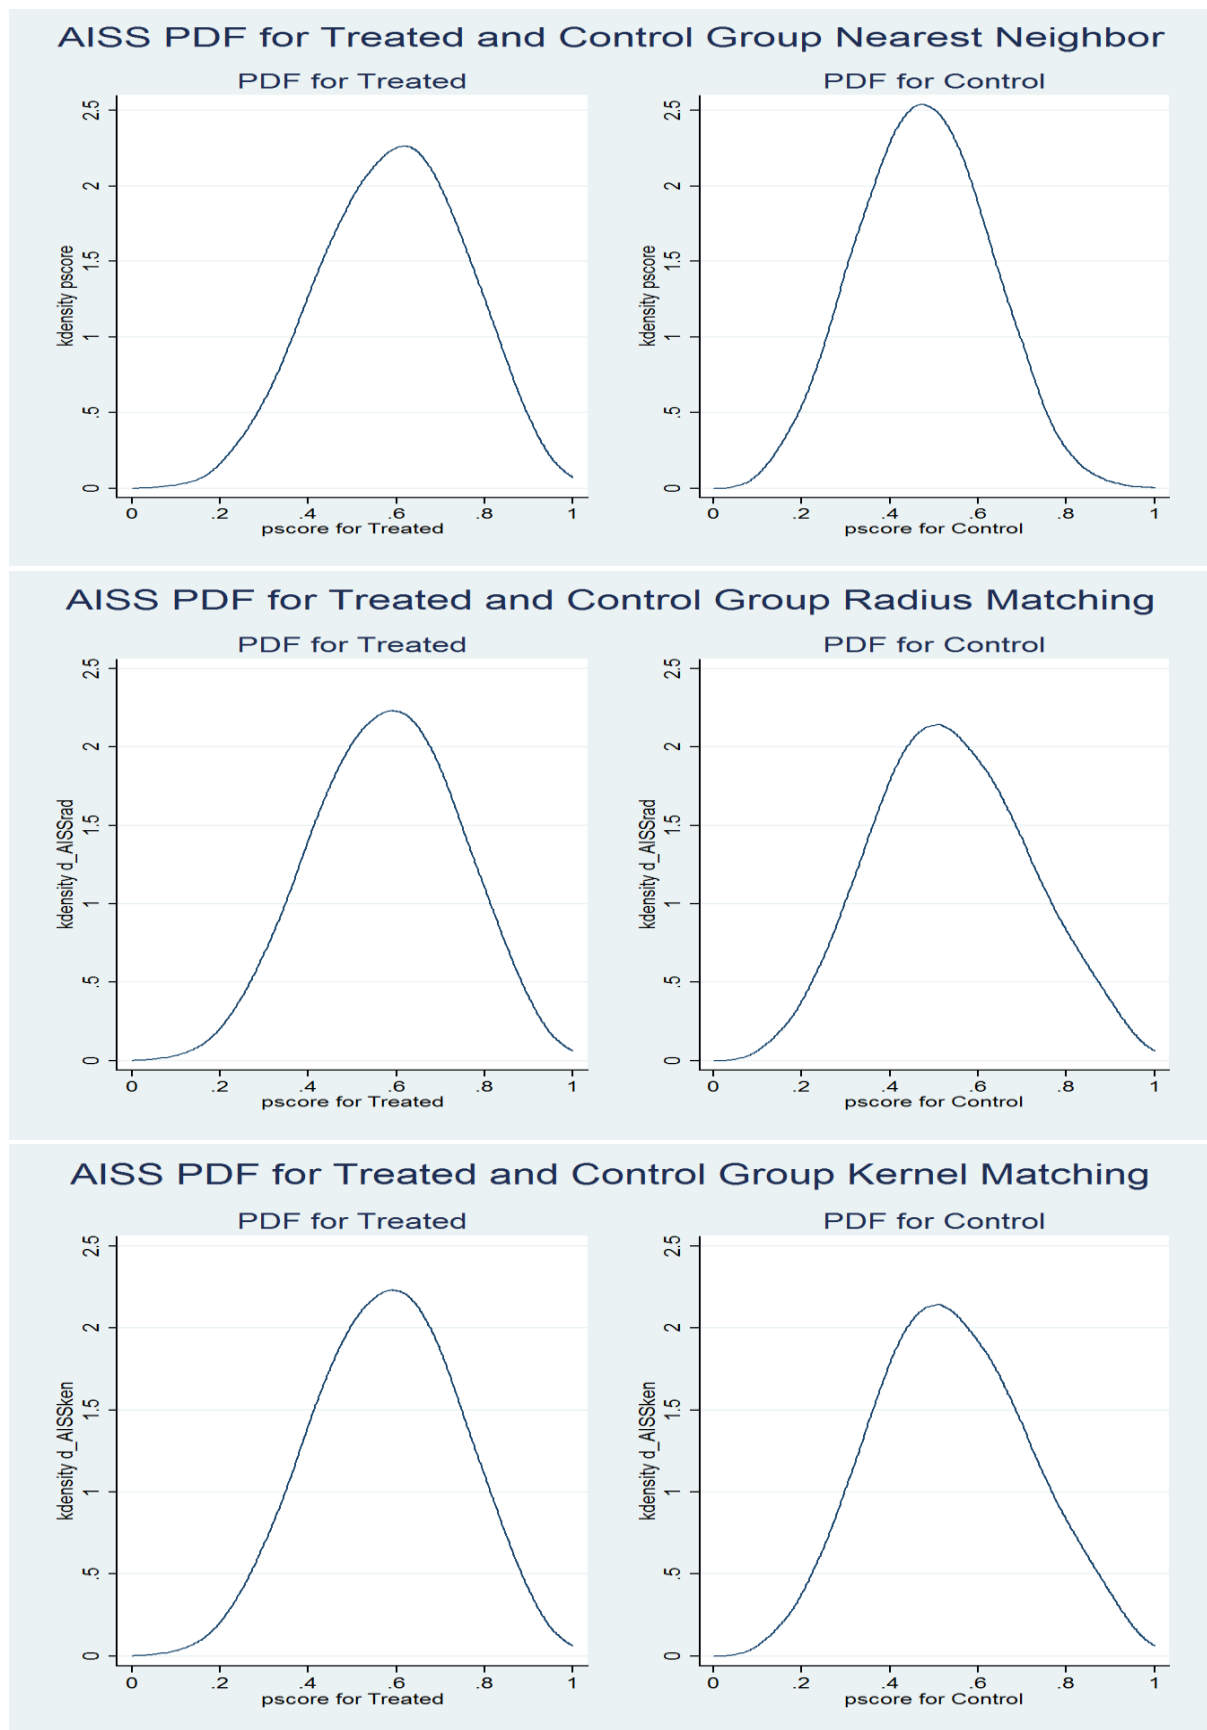 AISS PDF for Treated and Control Group Nearest Neighbor
PDF for Treated
kdensity pscore
2.5
2
1.5
1
.5
0
0 .2 .4 .6 .8 1
pscore for Treated
PDF for Control
kdensity pscore
2.5
2
1.5
1
.5
0
0 .2 .4 .6 .8 1
pscore for Control
AISS PDF for Treated and Control Group Radius Matching
PDF for Treated
kdensity d_AISSrad
2.5
2
1.5
1
.5
0
0 .2 .4 .6 .8 1
pscore for Treated
PDF for Control
kdensity d_AISSrad
2.5
2
1.5
1
.5
0
0 .2 .4 .6 .8 1
pscore for Control
AISS PDF for Treated and Control Group Kernel Matching
PDF for Treated
kdensity d_AISSken
2.5
2
1.5
1
.5
0
0 .2 .4 .6 .8 1
pscore for Treated
PDF for Control
kdensity d_AISSken
2.5
2
1.5
1
.5
0
0 .2 .4 .6 .8 1
pscore for Control